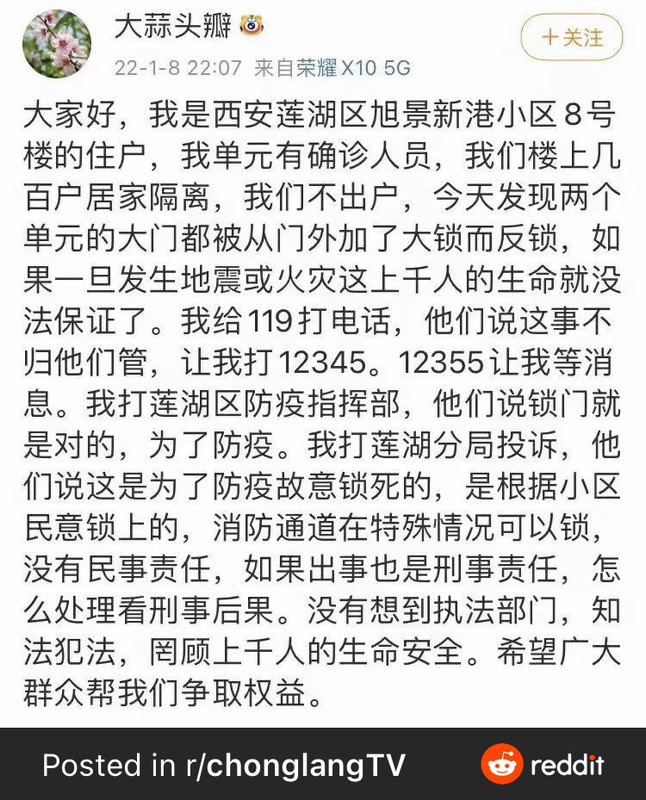 大蒜头瓣
22-1-8 22:07 来自荣耀X10 5G
+关注
大家好，我是西安莲湖区旭景新港小区8号
楼的住户，我单元有确诊人员，我们楼上几
百户居家隔离，我们不出户，今天发现两个
单元的大门都被从门外加了大锁而反锁，如
果一旦发生地震或火灾这上千人的生命就没
法保证了。我给119打电话，他们说这事不
归他们管，让我打12345。12355让我等消
息。我打莲湖区防疫指挥部，他们说锁门就
是对的，为了防疫。我打莲湖分局投诉，他
们说这是为了防疫故意锁死的，是根据小区
民意锁上的，消防通道在特殊情况可以锁，
没有民事责任，如果出事也是刑事责任，怎
么处理看刑事后果。没有想到执法部门，知
法犯法，罔顾上千人的生命安全。希望广大
群众帮我们争取权益。
Posted in r/chonglangTV
reddit